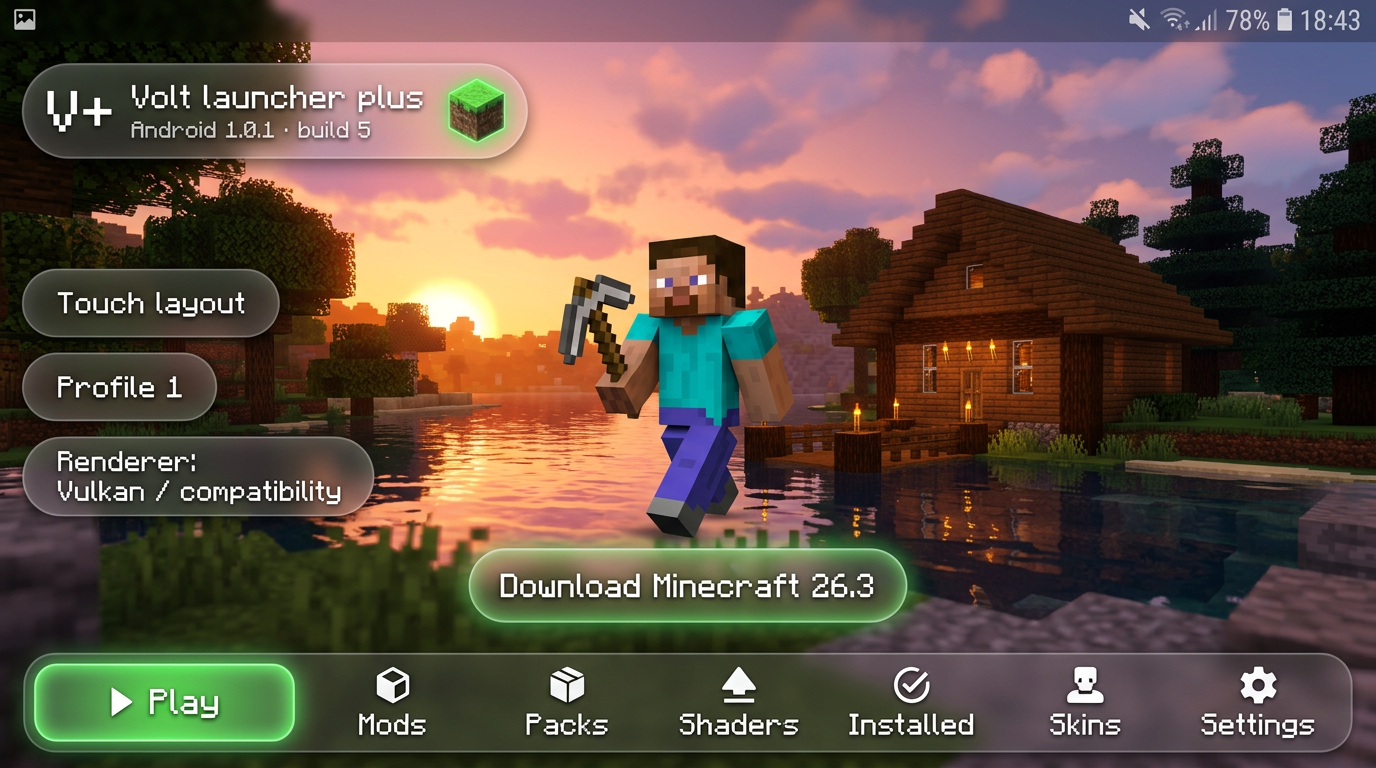 78% 18:43
V+
Volt launcher plus
Android 1.0.1 · build 5
Touch layout
Profile 1
Renderer:
Vulkan / compatibility
Download Minecraft 26.3
Play
Mods
Packs
Shaders
Installed
Skins
Settings